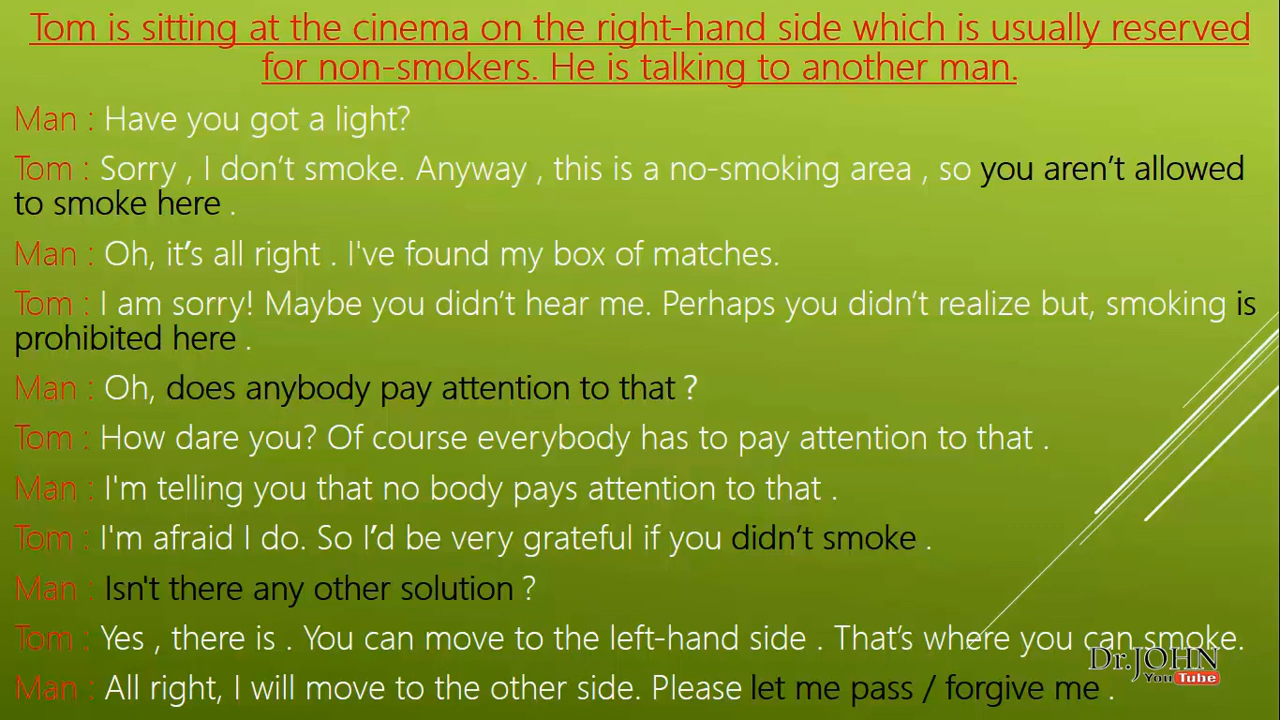 Tom is sitting at the cinema on the right-hand side which is usually reserved
for non-smokers. He is talking to another man.
Man : Have you got a light?
Tom : Sorry , I don't smoke. Anyway , this is a no-smoking area , so you aren't allowed
to smoke here .
Man : Oh, it's all right . I've found my box of matches.
Tom : I am sorry! Maybe you didn't hear me. Perhaps you didn't realize but, smoking is
prohibited here .
Man : Oh, does anybody pay attention to that ?
Tom : How dare you? Of course everybody has to pay attention to that .
Man : I'm telling you that no body pays attention to that .
Tom : I'm afraid I do. So I'd be very grateful if you didn't smoke .
Man : Isn't there any other solution ?
Tom : Yes , there is . You can move to the left-hand side . That's where you can smoke.
Dr.JOHN
YouTube
Man : All right, I will move to the other side. Please let me pass / forgive me .